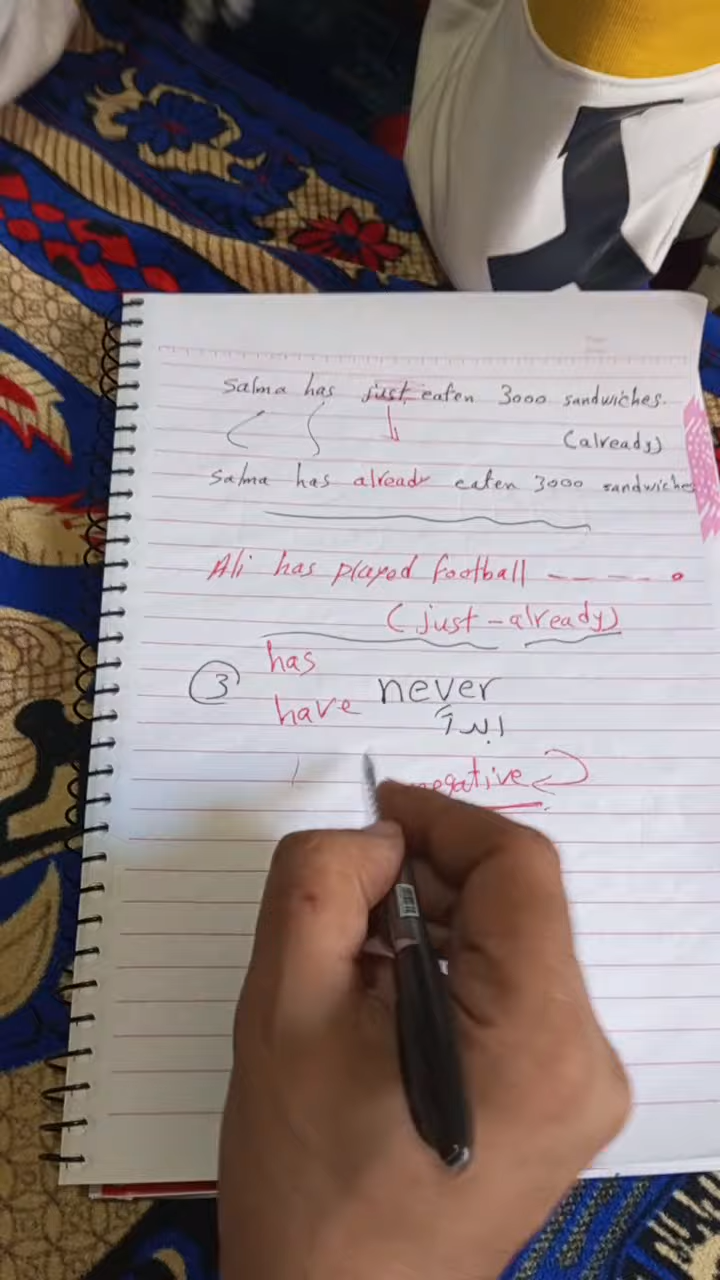 Salma has just eaten 3000 sandwiches.
(already)
Salma has already eaten 3000 sandwiches
Ali has played football ---- .
(just - already)
3 has
have never
ابداً
negative